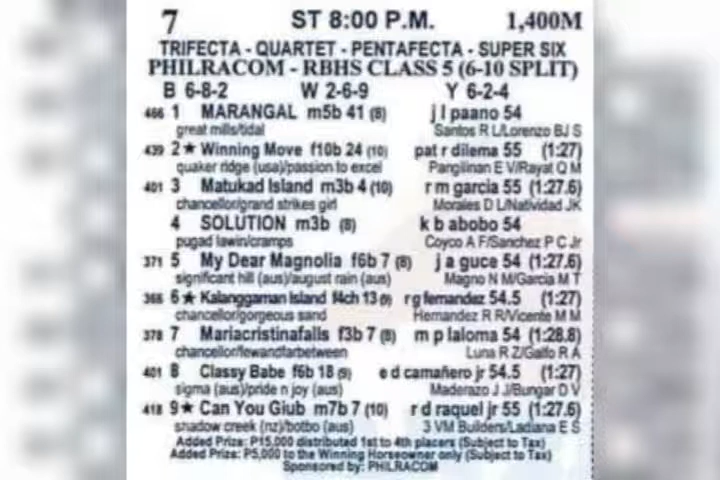 7 ST 8:00 P.M. 1,400M
TRIFECTA - QUARTET - PENTAFECTA - SUPER SIX
PHILRACOM - RBHS CLASS 5 (6-10 SPLIT)
B 6-8-2 W 2-6-9 Y 6-2-4
466 1 MARANGAL m5b 41 (8) j l paano 54
great mills/tidal Santos R L/Lorenzo BJ S
439 2★ Winning Move f10b 24 (10) pat r dilema 55 (1:27)
quaker ridge (usa)/passion to excel Pangilinan E V/Rayat Q M
401 3 Matukad Island m3b 4 (10) r m garcia 55 (1:27.6)
chancellor/grand strikes girl Morales D L/Natividad JK
4 SOLUTION m3b (8) k b abobo 54
pugad lawin/cramps Coyco A F/Sanchez P C Jr
371 5 My Dear Magnolia f6b 7 (8) j a guce 54 (1:27.6)
significant hill (aus)/august rain (aus) Magno N M/Garcia M T
366 6★ Kalanggaman Island f4ch 13 (9) r g fernandez 54.5 (1:27)
chancellor/gorgeous sand Hernandez R R/Vicente M M
378 7 Mariacristinafalls f3b 7 (8) m p laloma 54 (1:28.8)
chancellor/fewandfarbetween Luna R Z/Galfo R A
401 8 Classy Babe f6b 18 (9) e d camañero jr 54.5 (1:27)
sigma (aus)/pride n joy (aus) Maderazo J J/Bungar D V
418 9★ Can You Giub m7b 7 (10) r d raquel jr 55 (1:27.6)
shadow creek (nz)/botbo (aus) 3 VM Builders/Ladiana E S
Added Prize: P15,000 distributed 1st to 4th placers (Subject to Tax)
Added Prize: P5,000 to the Winning Horseowner only (Subject to Tax)
Sponsored by: PHILRACOM